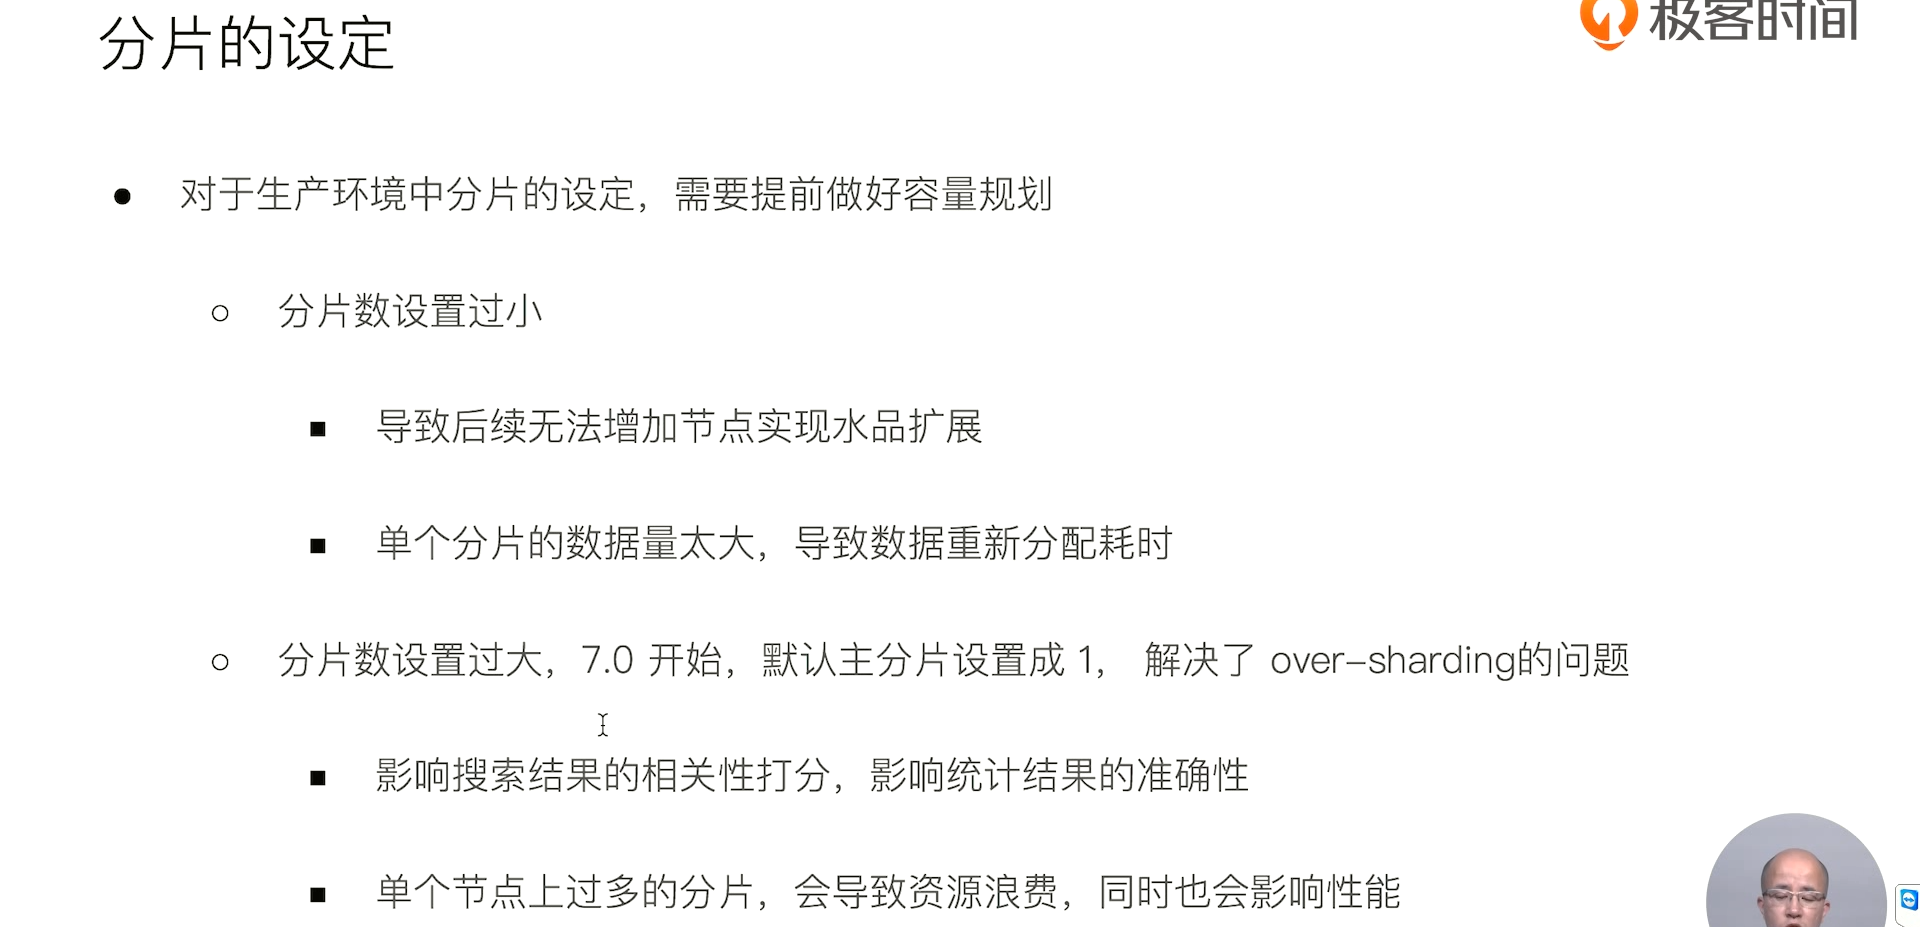 分片的设定
极客时间
● 对于生产环境中分片的设定，需要提前做好容量规划
○ 分片数设置过小
■ 导致后续无法增加节点实现水品扩展
■ 单个分片的数据量太大，导致数据重新分配耗时
○ 分片数设置过大，7.0 开始，默认主分片设置成 1， 解决了 over-sharding的问题
■ 影响搜索结果的相关性打分，影响统计结果的准确性
■ 单个节点上过多的分片，会导致资源浪费，同时也会影响性能